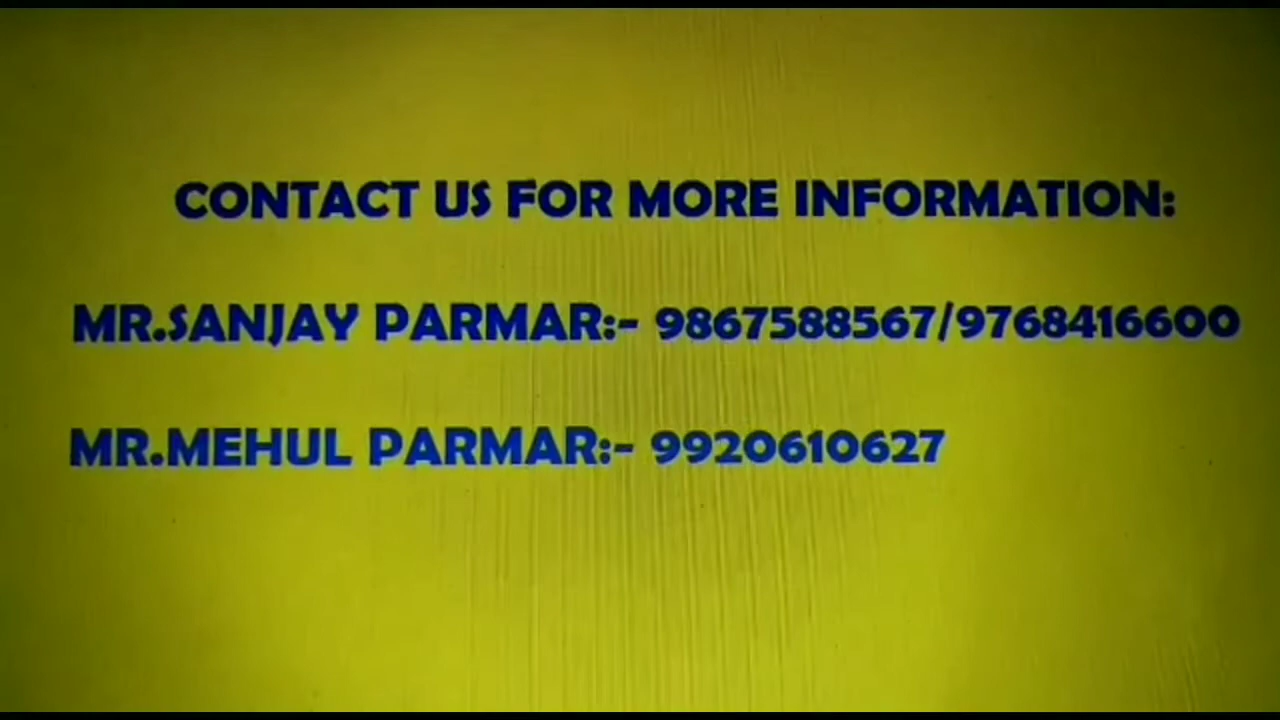 CONTACT US FOR MORE INFORMATION:
MR.SANJAY PARMAR:- 9867588567/9768416600
MR.MEHUL PARMAR:- 9920610627